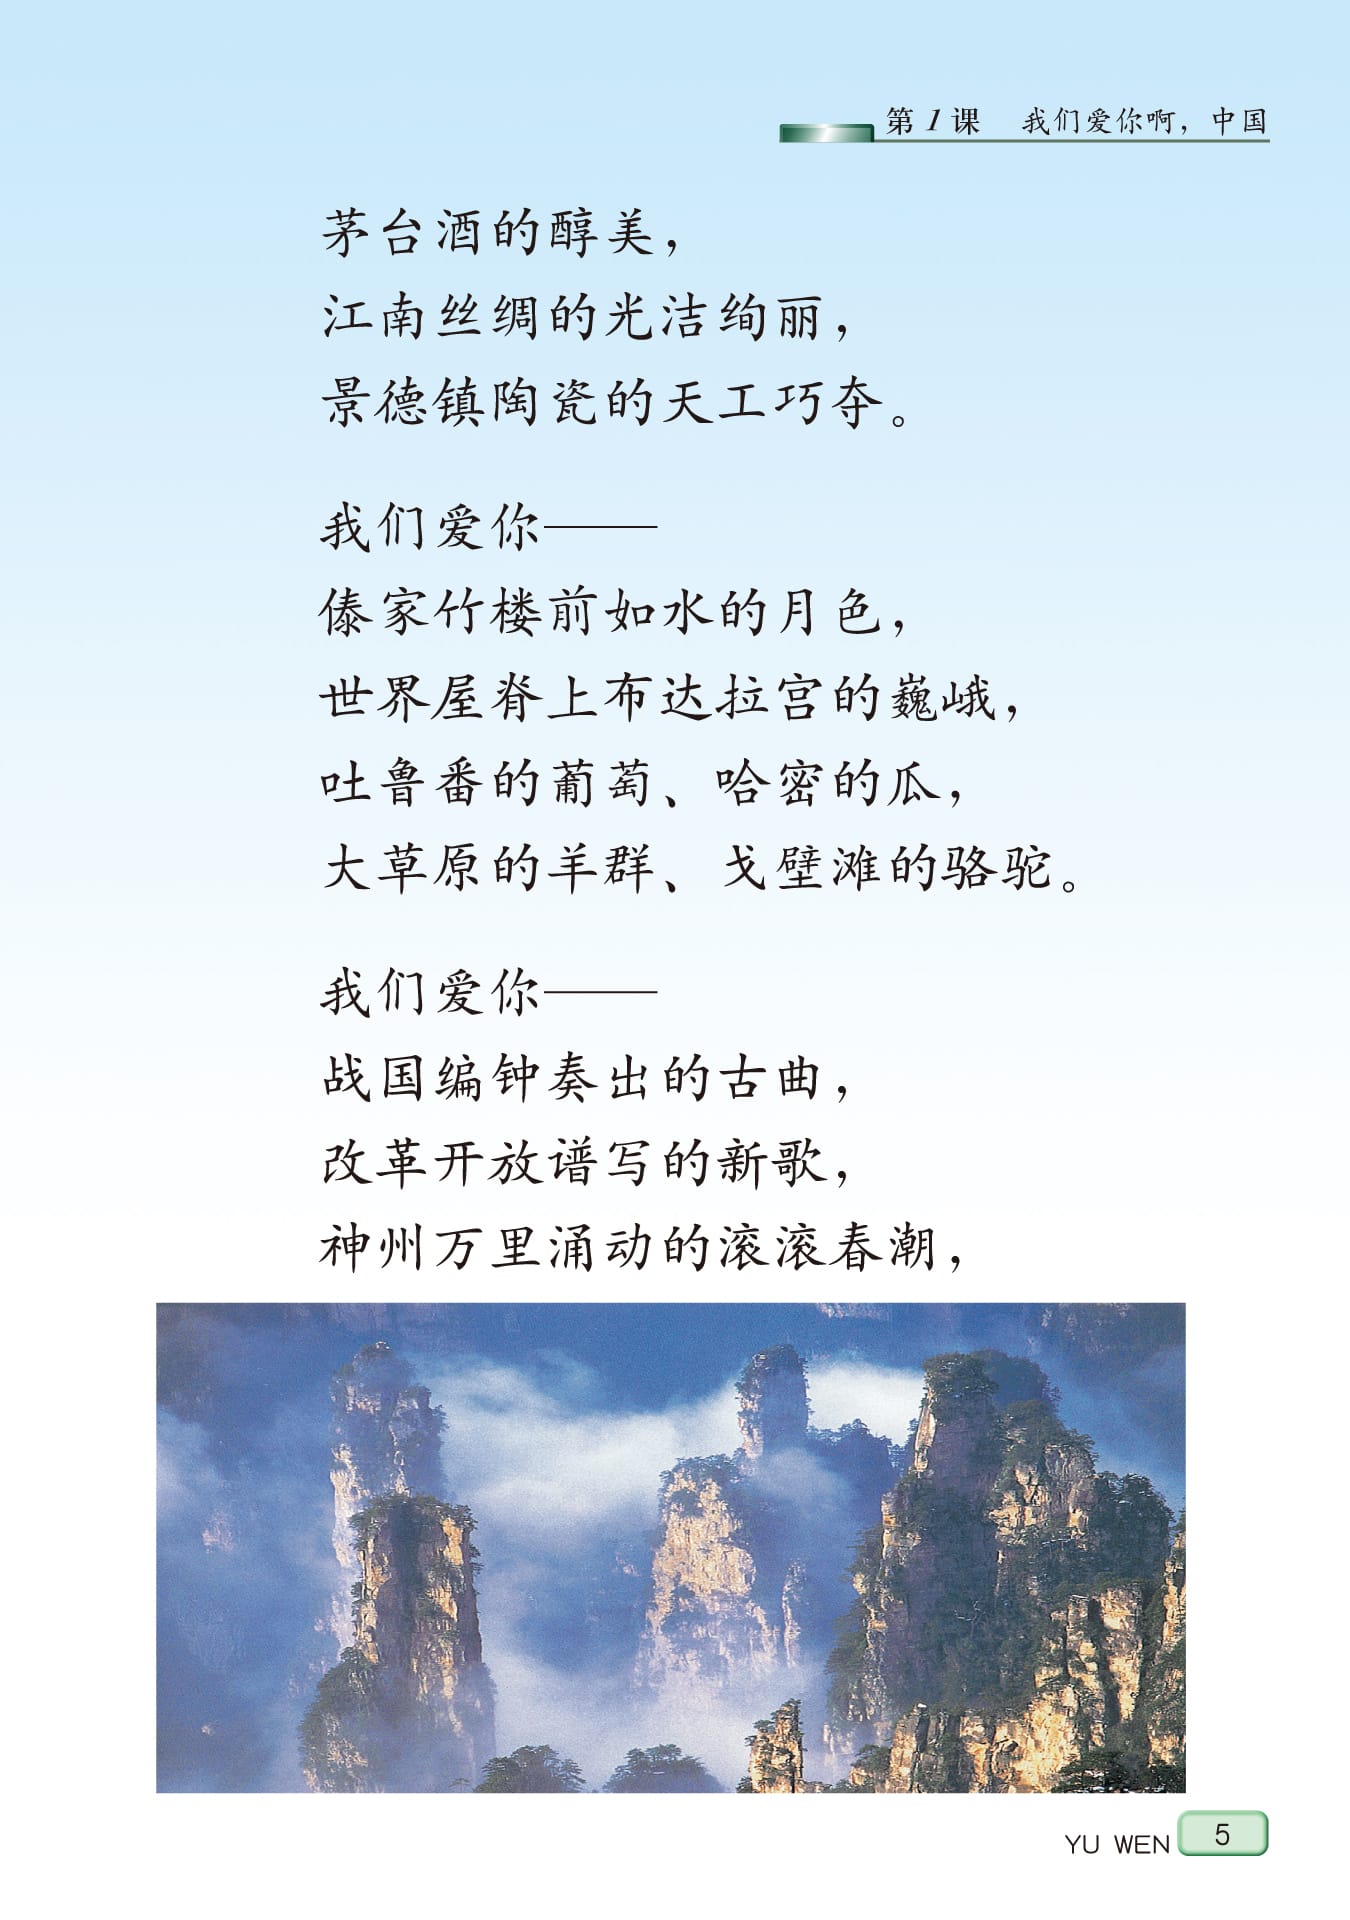 第1课 我们爱你啊，中国
茅台酒的醇美，
江南丝绸的光洁绚丽，
景德镇陶瓷的天工巧夺。
我们爱你——
傣家竹楼前如水的月色，
世界屋脊上布达拉宫的巍峨，
吐鲁番的葡萄、哈密的瓜，
大草原的羊群、戈壁滩的骆驼。
我们爱你——
战国编钟奏出的古曲，
改革开放谱写的新歌，
神州万里涌动的滚滚春潮，
YU WEN 5